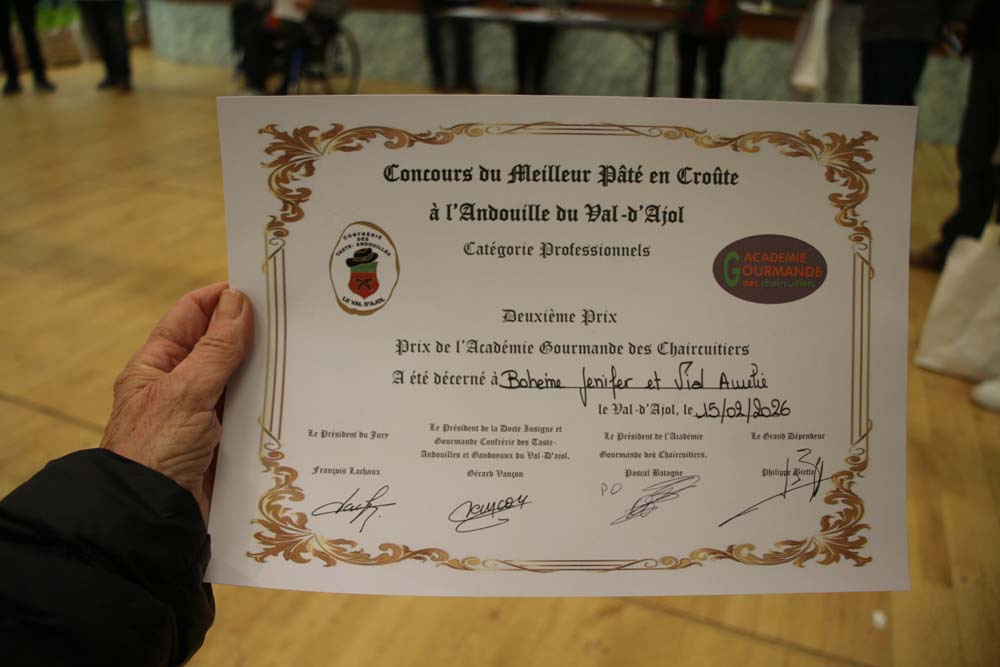 Concours du Meilleur Pâté en Croûte
à l'Andouille du Val-d'Ajol
Catégorie Professionnels
CONFRÉRIE
DES
TASTE-ANDOUILLES
LE VAL D'AJOL
ACADEMIE
GOURMANDE
des chaircuitiers
Deuxième Prix
Prix de l'Académie Gourmande des Chaircuitiers
A été décerné à Boheme Jenifer et Vial Amélie
le Val-d'Ajol, le 15/02/2026
Le Président du Jury
François Lachaux
Le Président de la Docte Insigne et
Gourmande Confrérie des Taste-
Andouilles et Gandoyaux du Val-D'ajol,
Gérard Vançon
Vançon
Le Président de l'Académie
Gourmande des Chaircuitiers,
Pascal Batagne
PO
Le Grand Dépendeur
Philippe Biette